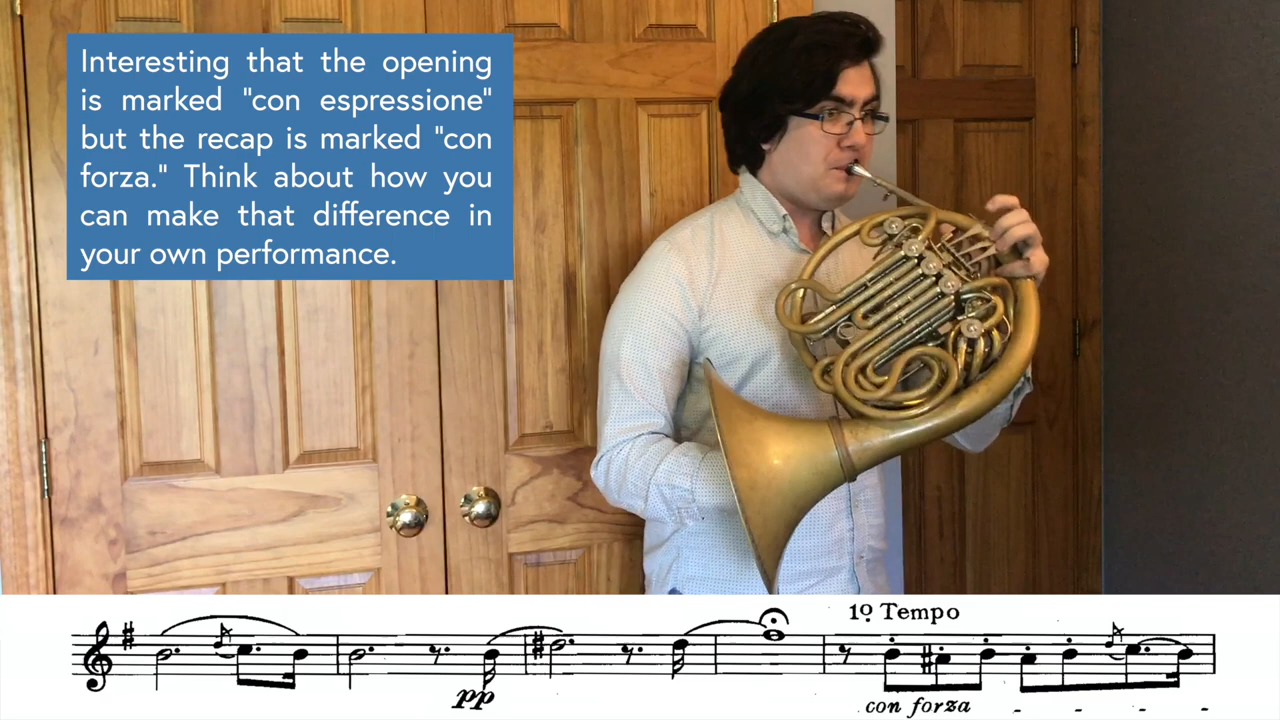 Interesting that the opening
is marked "con espressione"
but the recap is marked "con
forza." Think about how you
can make that difference in
your own performance.
1º Tempo
pp
con forza - - - -